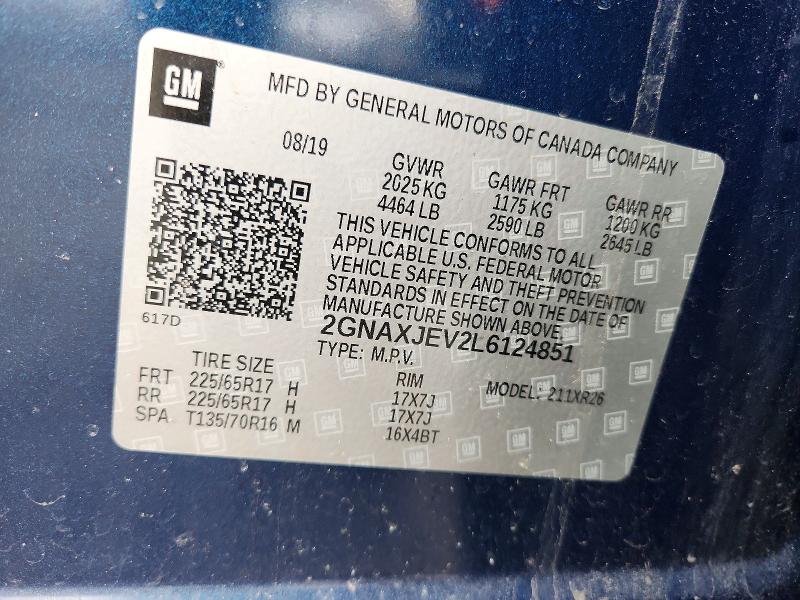 GM
MFD BY GENERAL MOTORS OF CANADA COMPANY
08/19
GVWR GAWR FRT GAWR RR
2025 KG 1175 KG 1200 KG
4464 LB 2590 LB 2645 LB
THIS VEHICLE CONFORMS TO ALL
APPLICABLE U.S. FEDERAL MOTOR
VEHICLE SAFETY AND THEFT PREVENTION
STANDARDS IN EFFECT ON THE DATE OF
MANUFACTURE SHOWN ABOVE
617D
2GNAXJEV2L6124851
TYPE: M.P.V.
TIRE SIZE RIM MODEL: 211XR26
FRT 225/65R17 H 17X7J
RR 225/65R17 H 17X7J
SPA T135/70R16 M 16X4BT